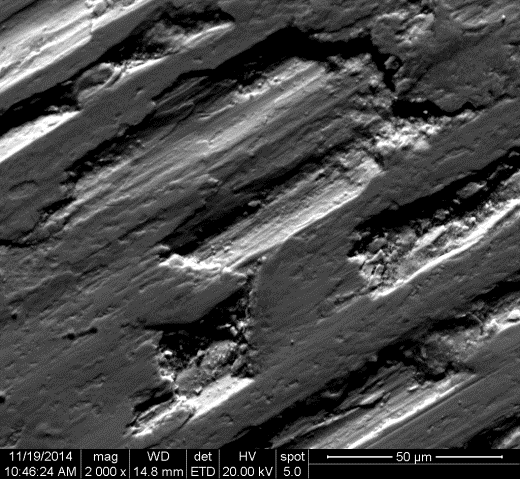 11/19/2014 mag WD det HV spot
10:46:24 AM 2 000 x 14.8 mm ETD 20.00 kV 5.0 50 µm